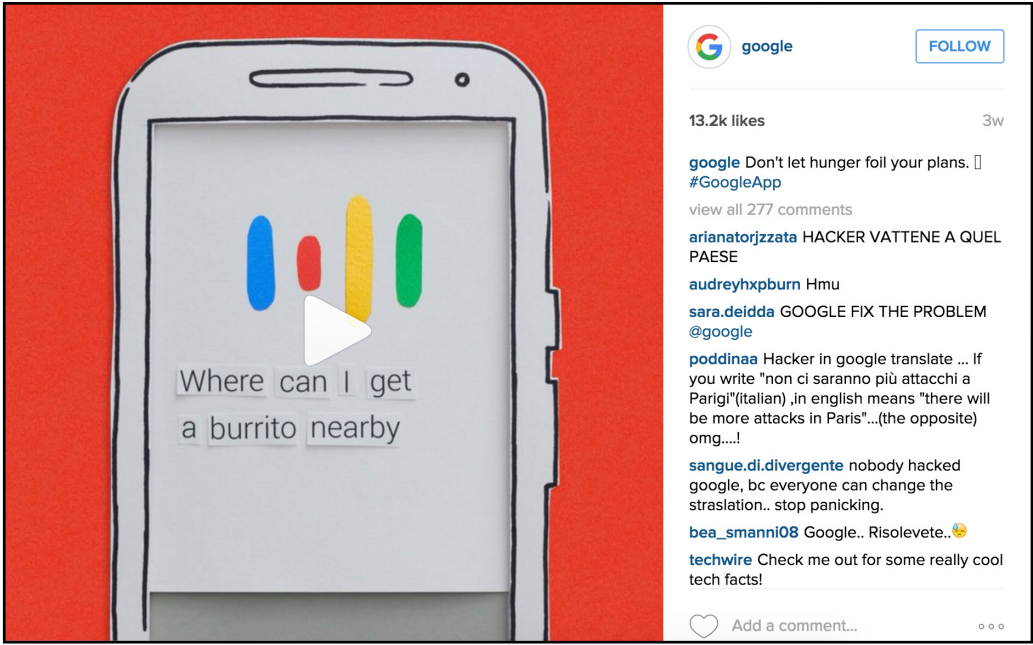 Where can I get
a burrito nearby
google
FOLLOW
13.2k likes
3w
google Don't let hunger foil your plans. 
#GoogleApp
view all 277 comments
arianatorjzzata HACKER VATTENE A QUEL
PAESE
audreyhxpburn Hmu
sara.deidda GOOGLE FIX THE PROBLEM
@google
poddinaa Hacker in google translate ... If
you write "non ci saranno più attacchi a
Parigi"(italian) ,in english means "there will
be more attacks in Paris"...(the opposite)
omg....!
sangue.di.divergente nobody hacked
google, bc everyone can change the
straslation.. stop panicking.
bea_smanni08 Google.. Risolevete..😓
techwire Check me out for some really cool
tech facts!
Add a comment...